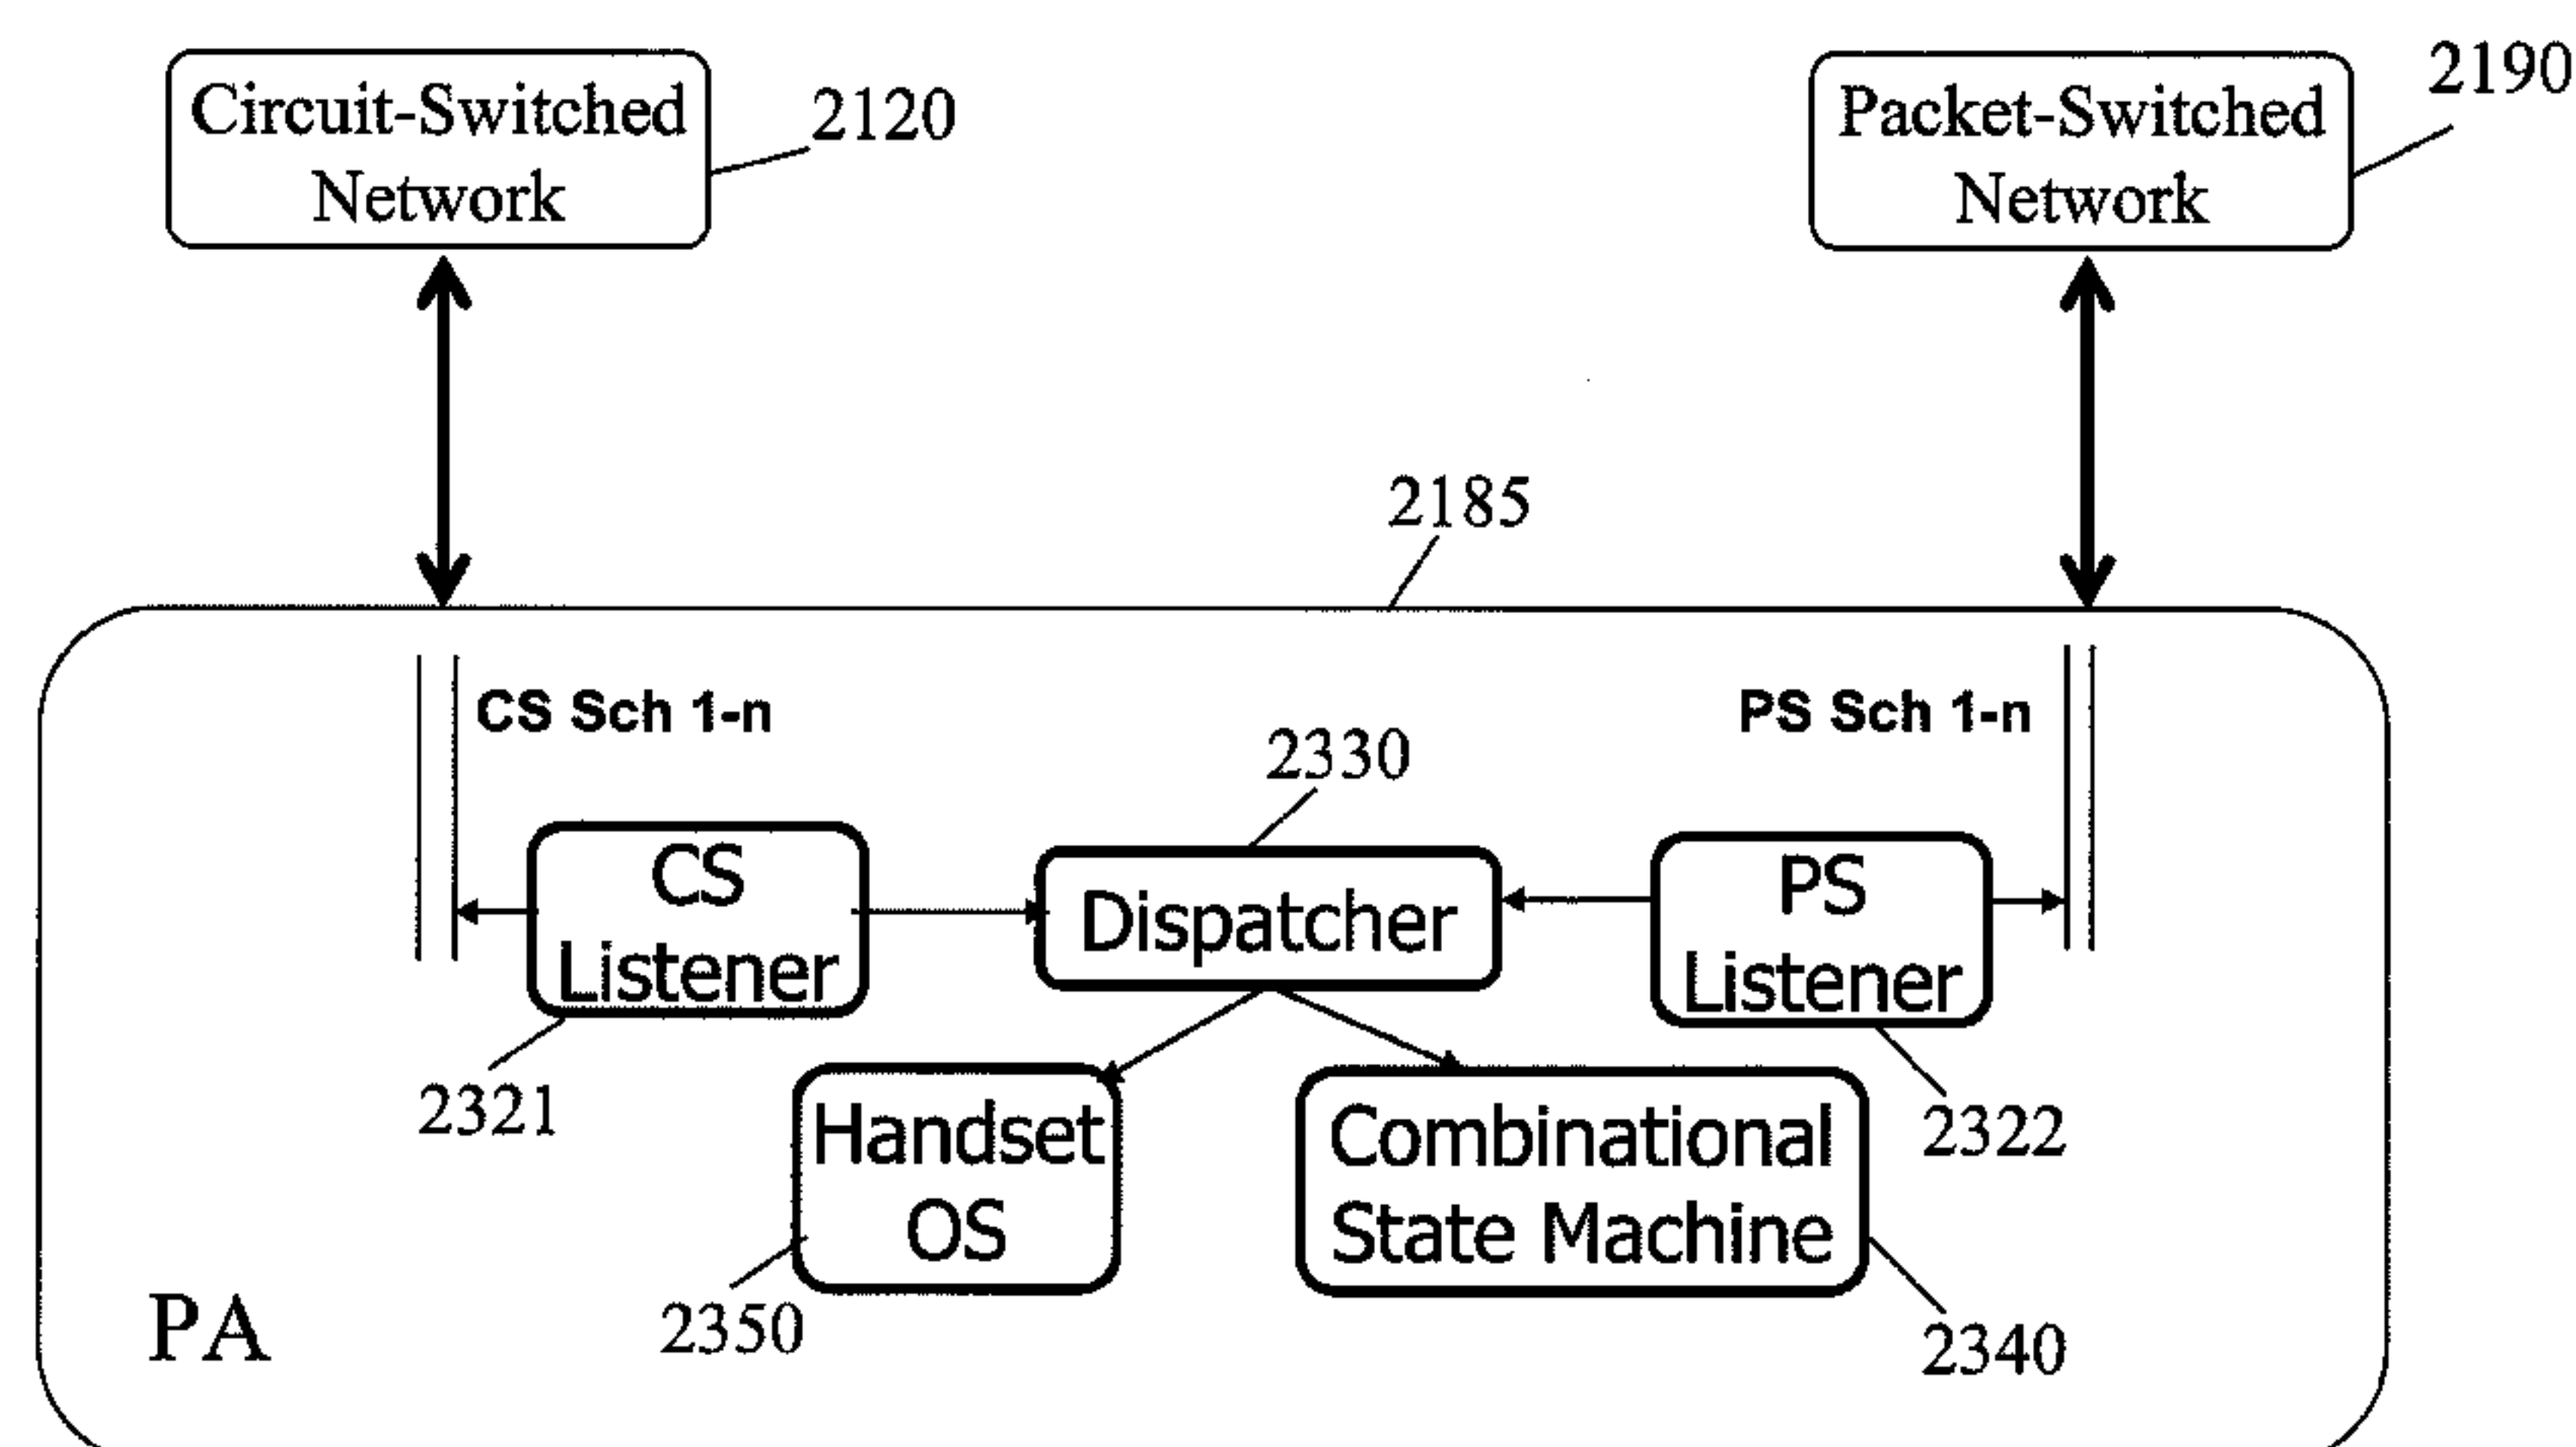 Circuit-Switched
Network
2120
Packet-Switched
Network
2190
2185
CS Sch 1-n
PS Sch 1-n
2330
CS
Listener
Dispatcher
PS
Listener
2321
2322
Handset
OS
Combinational
State Machine
2350
2340
PA